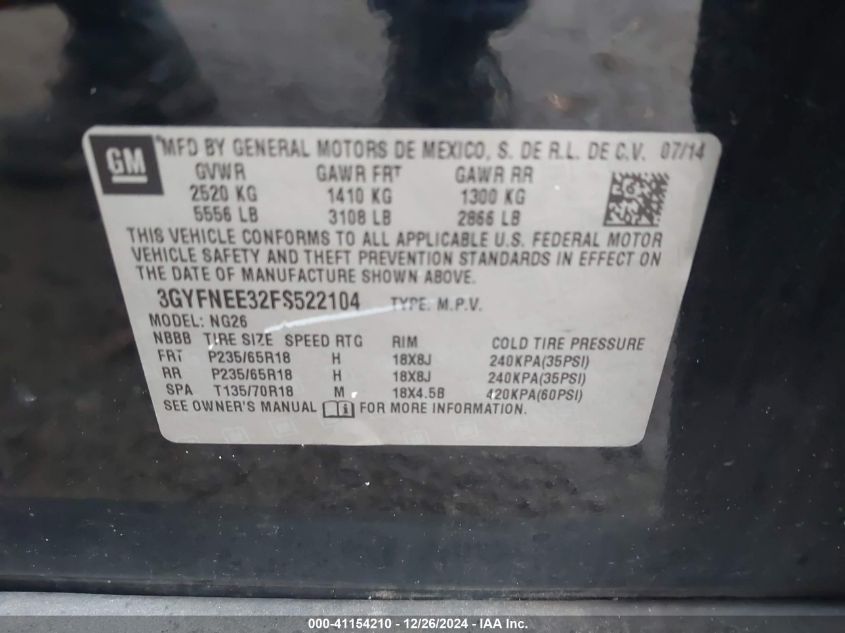 GM
MFD BY GENERAL MOTORS DE MEXICO, S. DE R.L. DE C.V. 07/14
GVWR GAWR FRT GAWR RR
2520 KG 1410 KG 1300 KG
5556 LB 3108 LB 2866 LB
THIS VEHICLE CONFORMS TO ALL APPLICABLE U.S. FEDERAL MOTOR
VEHICLE SAFETY AND THEFT PREVENTION STANDARDS IN EFFECT ON
THE DATE OF MANUFACTURE SHOWN ABOVE.
3GYFNEE32FS522104 TYPE: M.P.V.
MODEL: NG26
NBBB TIRE SIZE SPEED RTG RIM COLD TIRE PRESSURE
FRT P235/65R18 H 18X8J 240KPA(35PSI)
RR P235/65R18 H 18X8J 240KPA(35PSI)
SPA T135/70R18 M 18X4.5B 420KPA(60PSI)
SEE OWNER'S MANUAL FOR MORE INFORMATION.
000-41154210 - 12/26/2024 - IAA Inc.